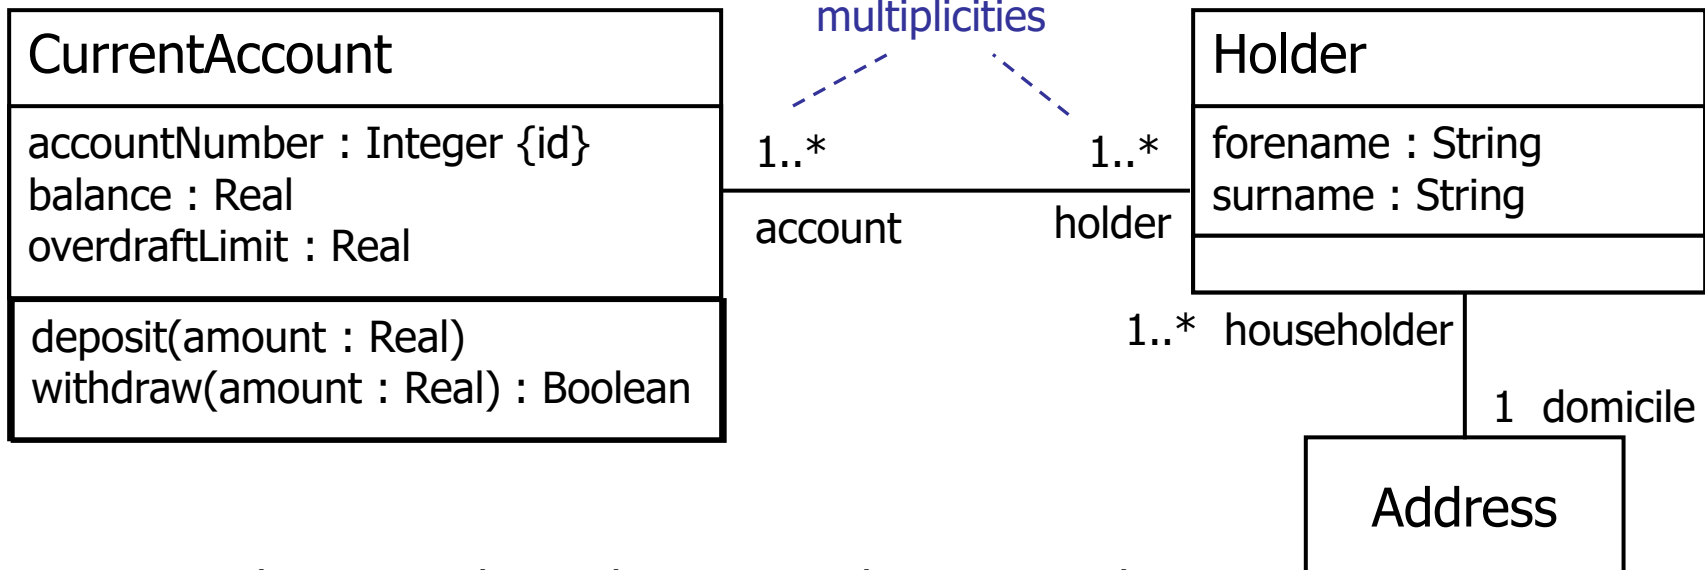 multiplicities
CurrentAccount
accountNumber : Integer {id}
balance : Real
overdraftLimit : Real
deposit(amount : Real)
withdraw(amount : Real) : Boolean
1..*
1..*
account
holder
Holder
forename : String
surname : String
1..* householder
1 domicile
Address